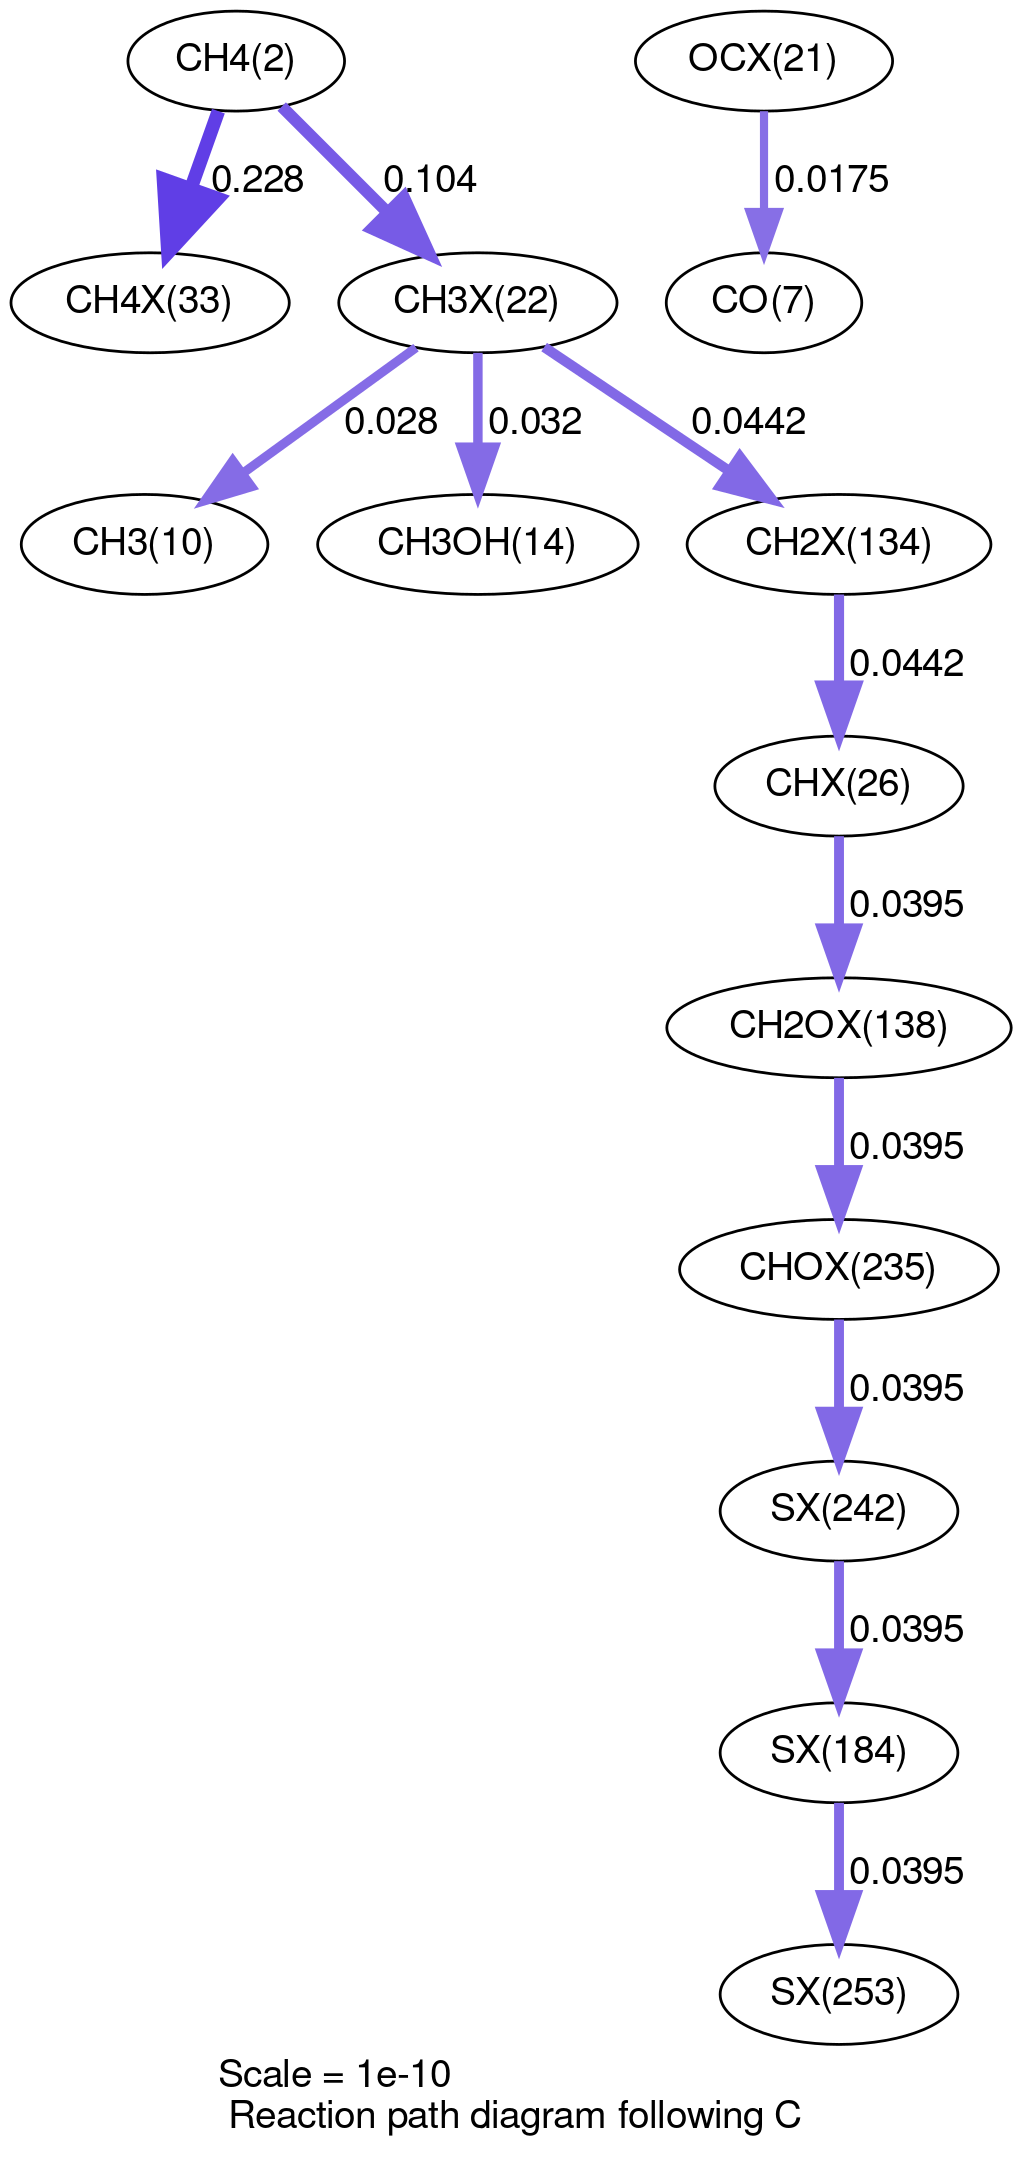 CH4(2)
OCX(21)
0.228
0.104
0.0175
CH4X(33)
CH3X(22)
CO(7)
0.028
0.032
0.0442
CH3(10)
CH3OH(14)
CH2X(134)
0.0442
CHX(26)
0.0395
CH2OX(138)
0.0395
CHOX(235)
0.0395
SX(242)
0.0395
SX(184)
0.0395
SX(253)
Scale = 1e-10
Reaction path diagram following C